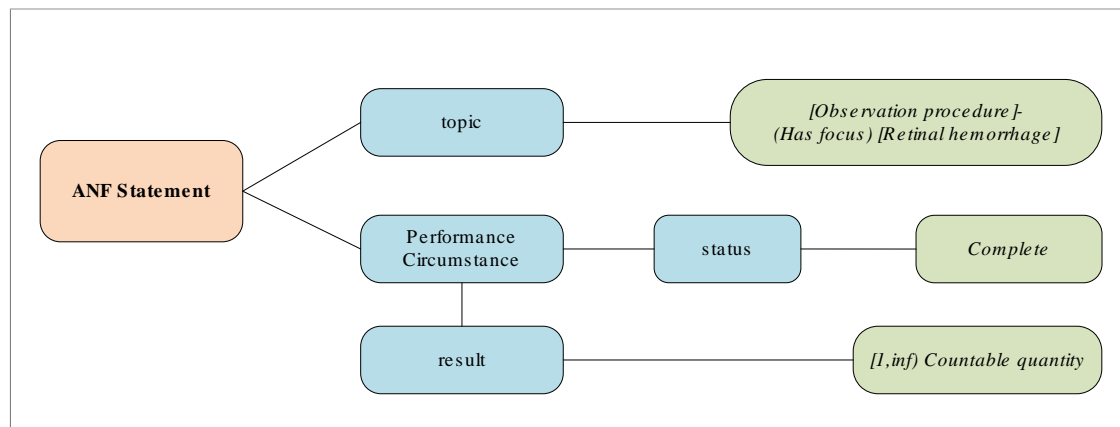 topic
[Observation procedure]-
(Has focus) [Retinal hemorrhage]
ANF Statement
Performance
Circumstance
status
Complete
result
[1,inf) Countable quantity